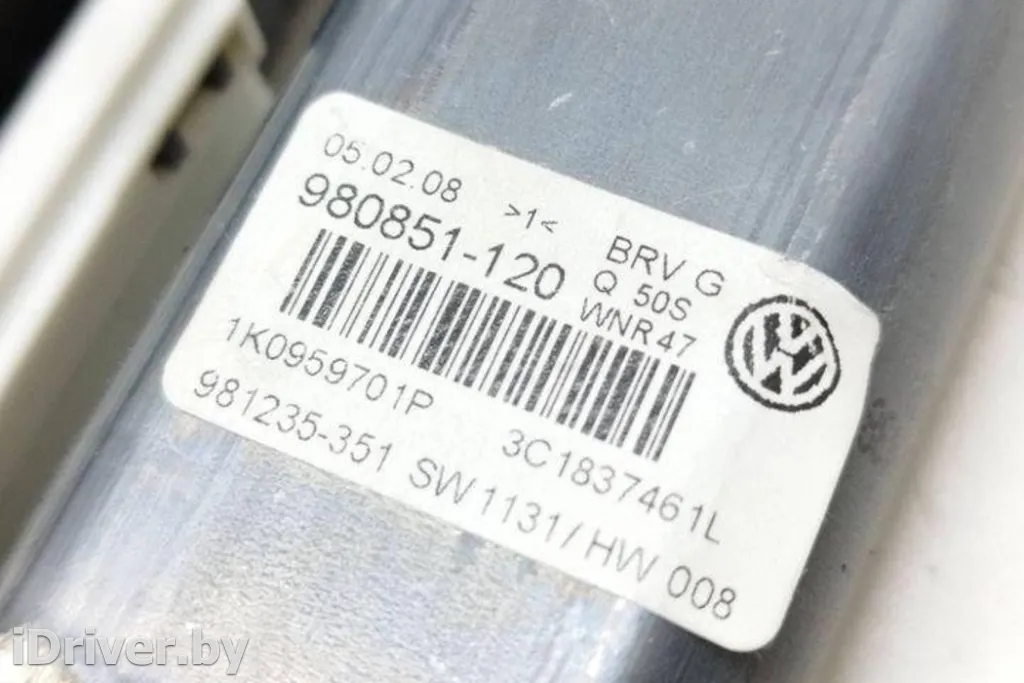 05.02.08 >1< BRV G
980851-120 Q 50S
WNR47
1K0959701P 3C1837461L
981235-351 SW1131/HW 008
iDriver.by